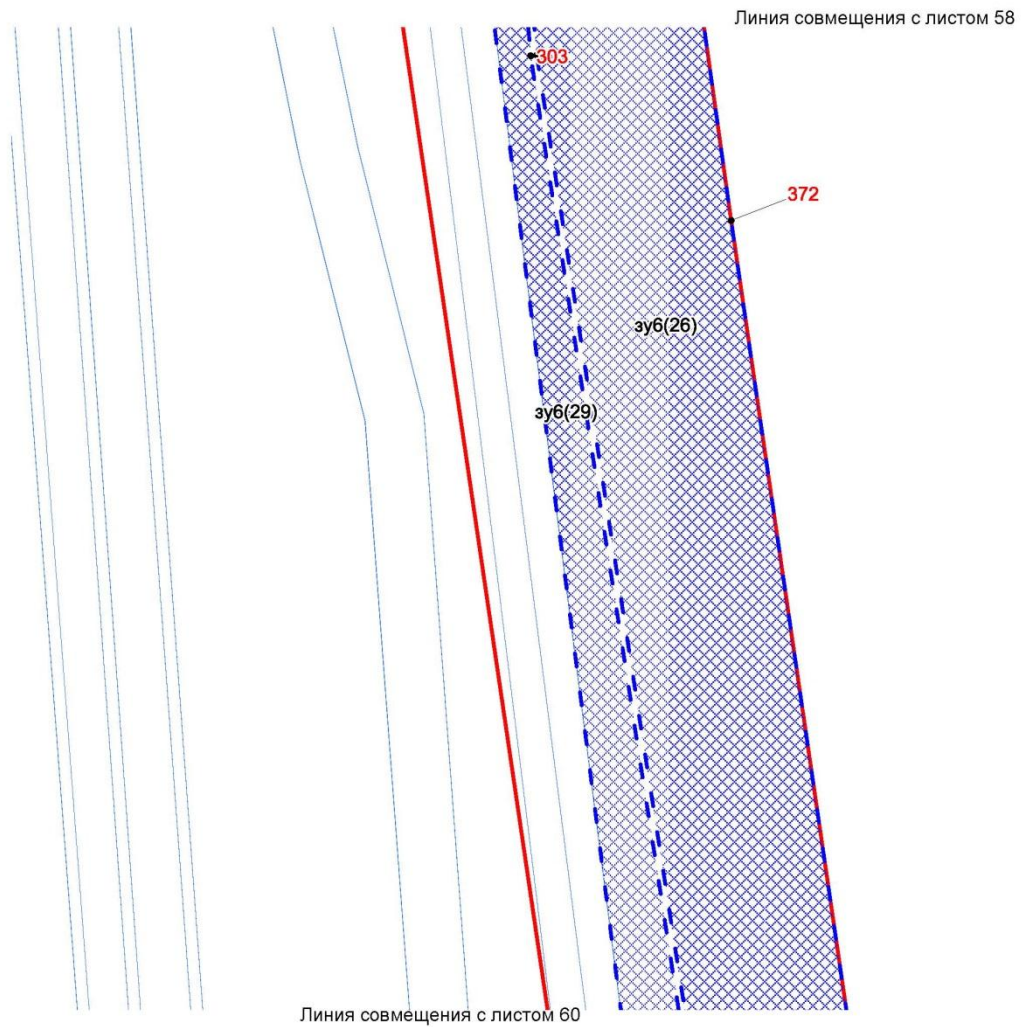 Линия совмещения с листом 58
303
372
зу6(26)
зу6(29)
Линия совмещения с листом 60